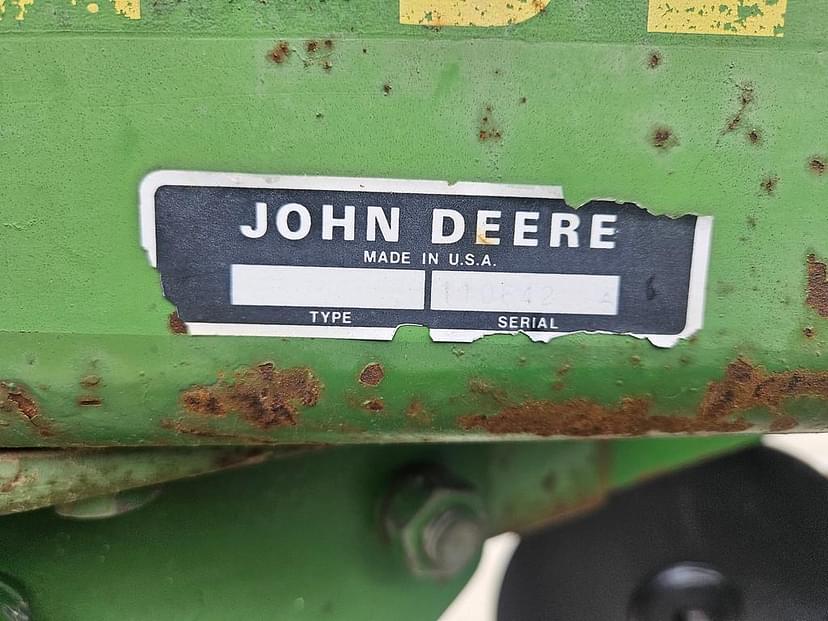 JOHN DEERE
MADE IN U.S.A.
TYPE
SERIAL